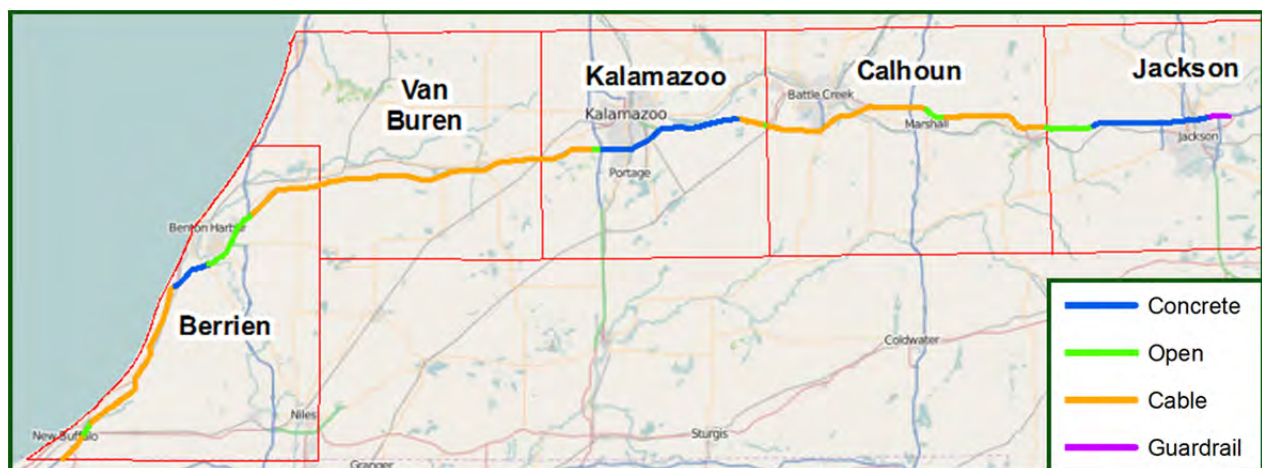 Van
Buren
Kalamazoo
Calhoun
Jackson
Battle Creek
Kalamazoo
Marshall
Jackson
Portage
Benton Harbor
Berrien
Concrete
Open
Coldwater
Cable
Niles
Sturgis
New Buffalo
Guardrail
Granger